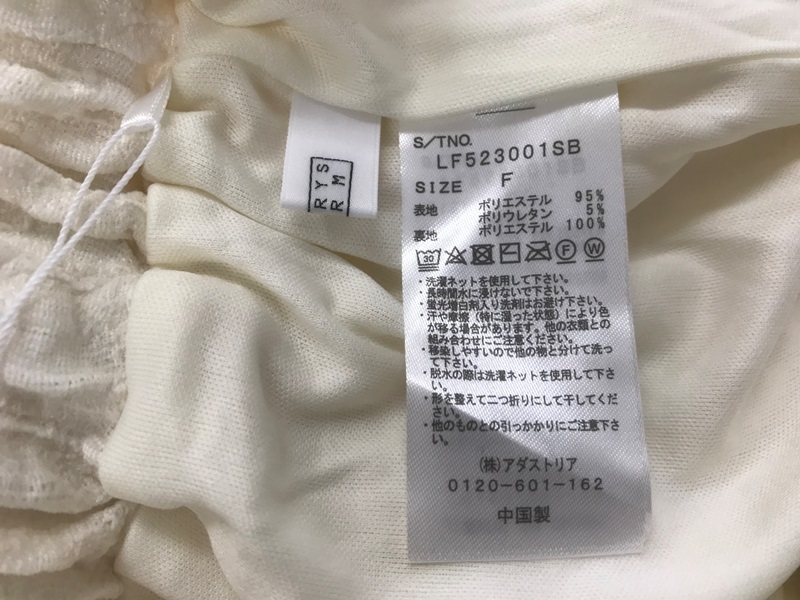 RYS
RM
S/TNO.
LF523001SB
SIZE F
表地 ポリエステル 95%
ポリウレタン 5%
裏地 ポリエステル 100%
30 F W
・洗濯ネットを使用して下さい。
・長時間水に浸けないで下さい。
・蛍光増白剤入り洗剤はお避け下さい。
・汗や摩擦（特に湿った状態）により色
が移る場合があります。他の衣類との
組み合わせにご注意ください。
・移染しやすいので他の物と分けて洗っ
て下さい。
・脱水の際は洗濯ネットを使用して下さ
い。
・形を整えて二つ折りにして干してくだ
さい。
・他のものとの引っかかりにご注意下さ
い。
(株)アダストリア
0120-601-162
中国製